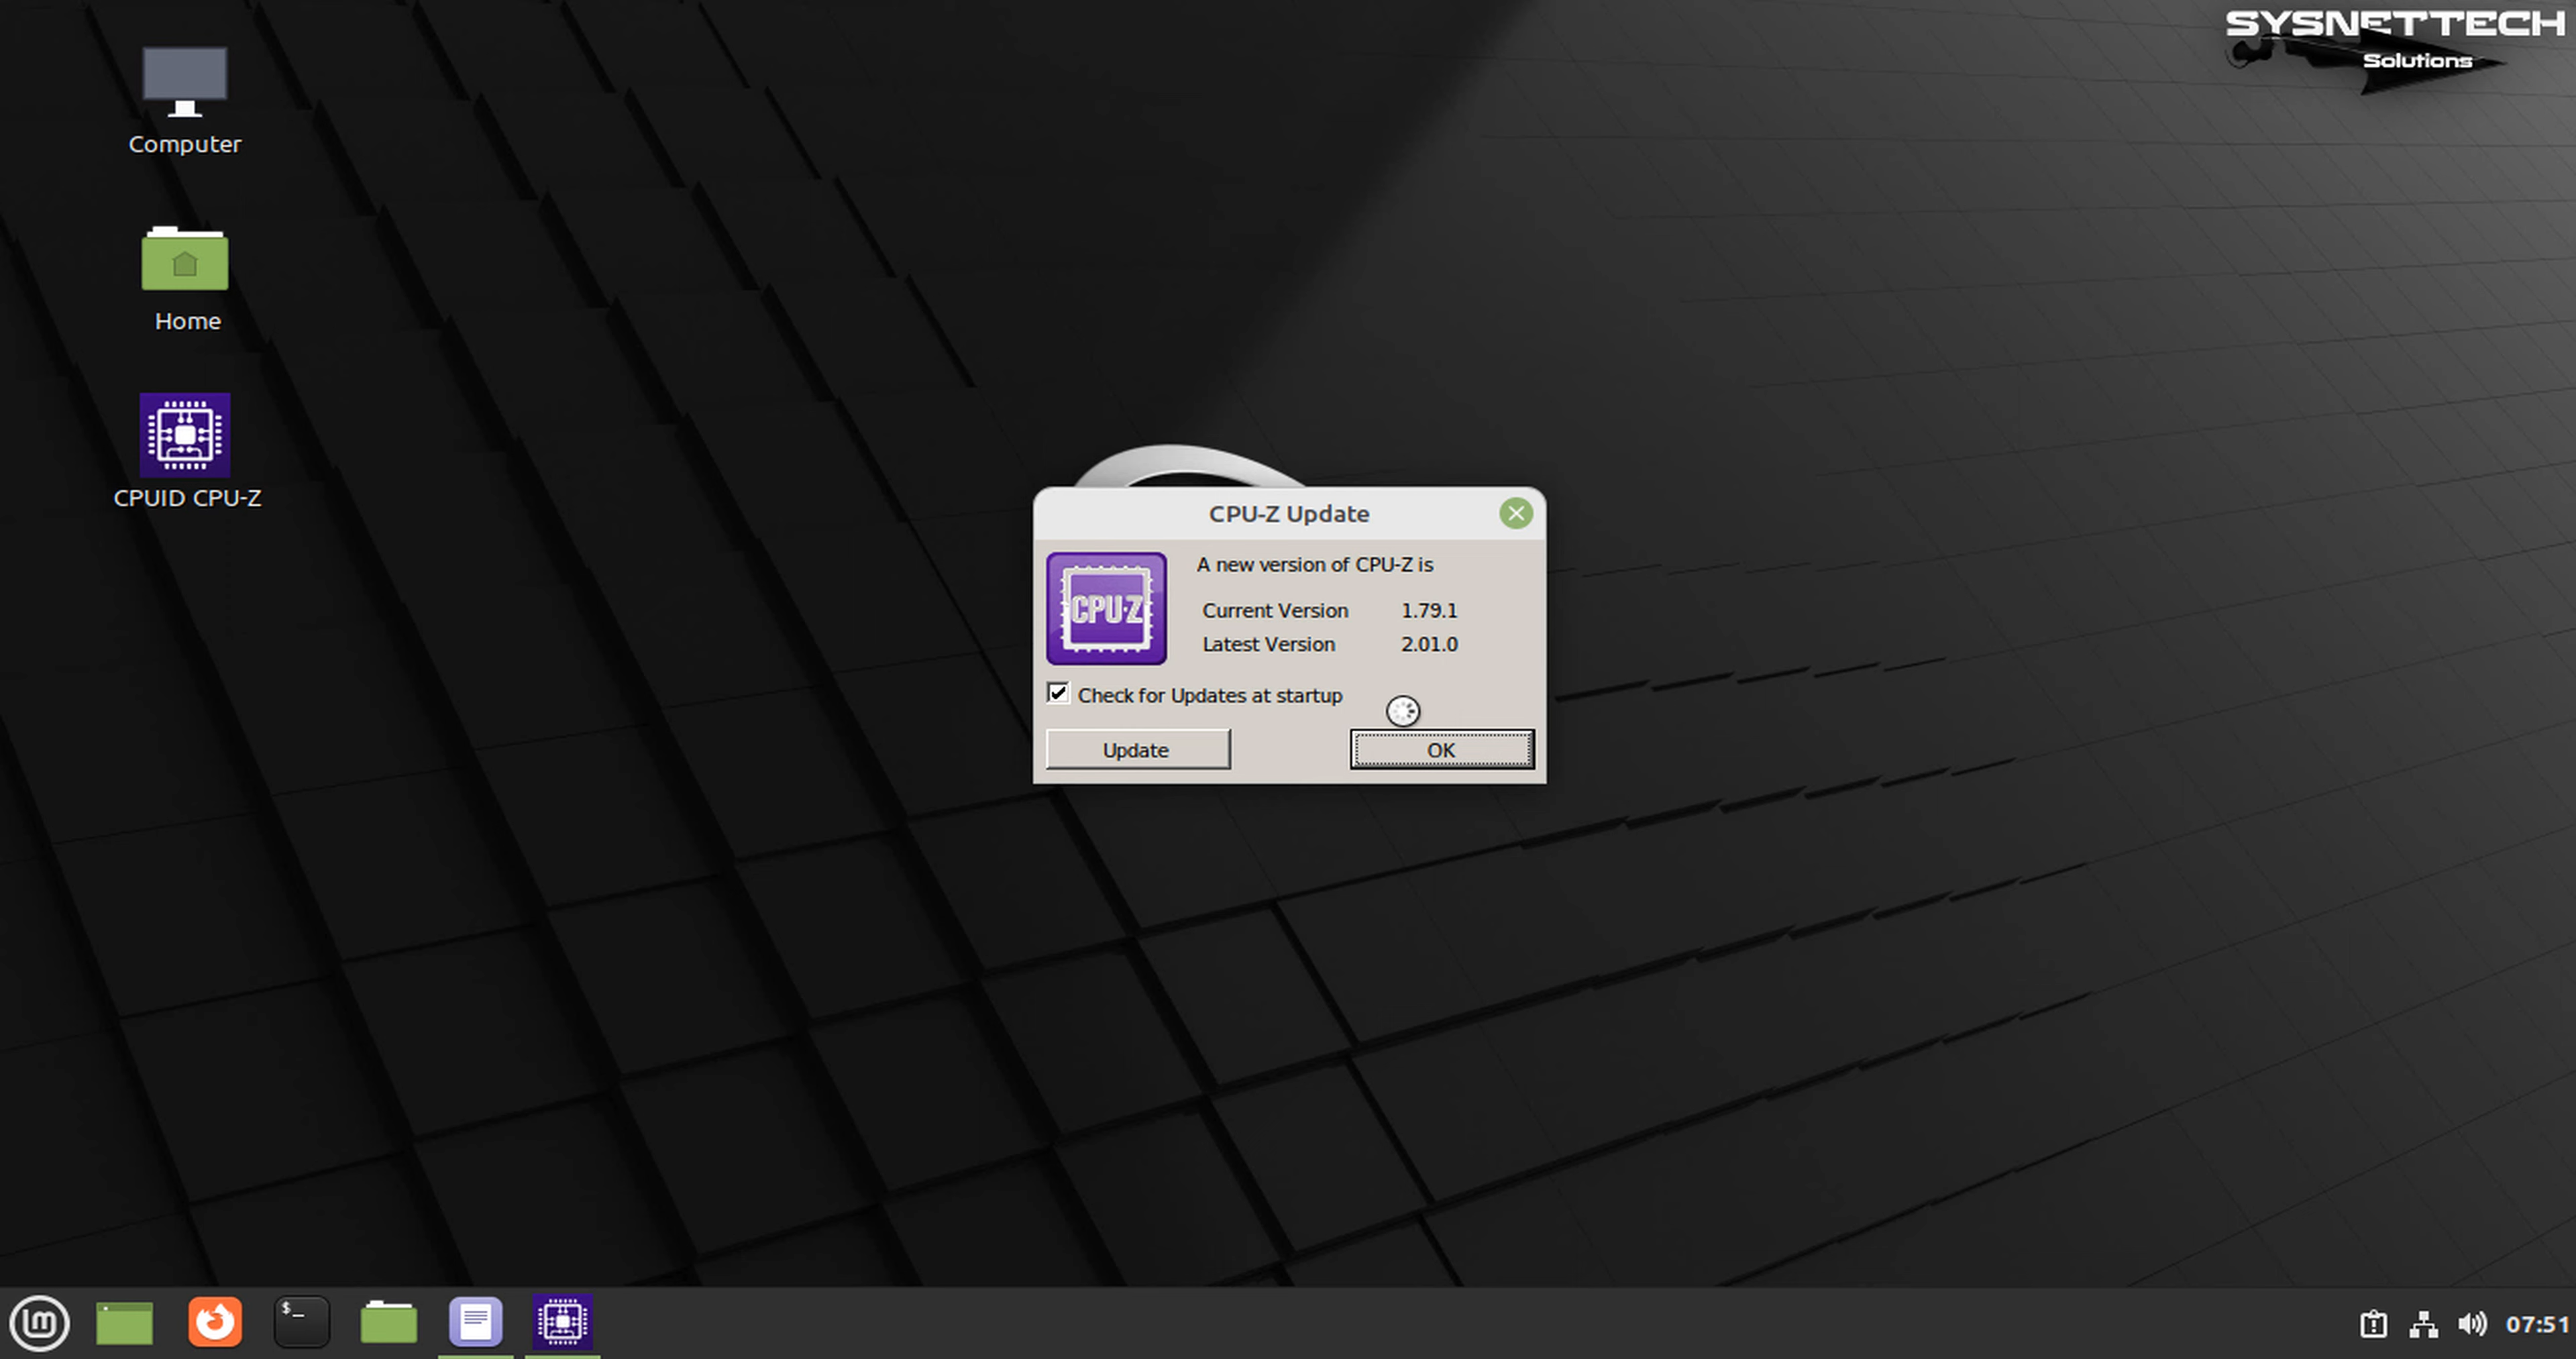 SYSNETTECH
Solutions
Computer
Home
CPUID CPU-Z
CPU-Z Update
A new version of CPU-Z is
CPU-Z
Current Version 1.79.1
Latest Version 2.01.0
Check for Updates at startup
Update OK
$_
lm
07:51